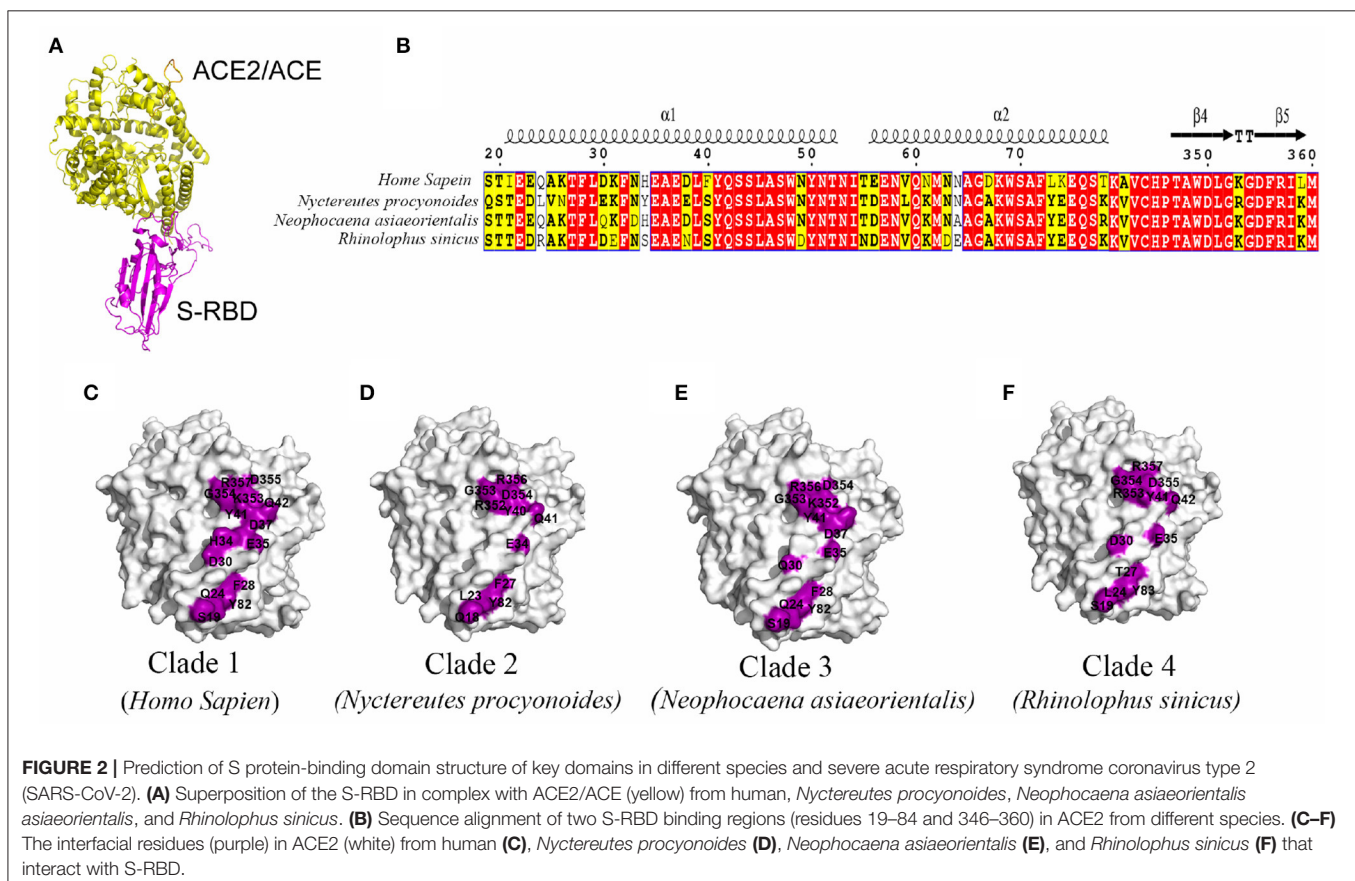 A
ACE2/ACE
S-RBD
B
α1 α2 β4 TT β5
20 30 40 50 60 70 350 360
Home Sapein STIEEQAKTFLDKFNHEAEDLFYQSSLASWNYNTNITEENVQNMNNAGDKWSAFLKEQSTKAVCHPTAWDLGKGDFRILM
Nyctereutes procyonoides QSTEDLVNTFLEKFNYEAEELSYQSSLASWNYNTNITDENLQKMNNAGAKWSAFYEEQSKKVVCHPTAWDLGRGDFRIKM
Neophocaena asiaeorientalis STTEEQAKTFLQKFDHEAEDLSYQSSLASWNYNTNITDENVQKMNAAGAKWSAFYEEQSRKVVCHPTAWDLGKGDFRIKM
Rhinolophus sinicus STTEDRAKTFLDEFNSEAENLSYQSSLASWDYNTNINDENVQKMDEAGAKWSAFYEEQSKKVVCHPTAWDLGKGDFRIKM
C
R357 D355
G354 K353 Q42
Y41
D37
H34 E35
D30
F28
Q24
Y82
S19
Clade 1
(Homo Sapien)
D
R356
G353 D354
R352 Y40
Q41
E34
F27
L23
Y82
Q18
Clade 2
(Nyctereutes procyonoides)
E
R356 D354
G353 K352
Y41
D37
E35
Q30
F28
Q24
Y82
S19
Clade 3
(Neophocaena asiaeorientalis)
F
R357
G354 D355
R353 Y41 Q42
D30 E35
T27
L24 Y83
S19
Clade 4
(Rhinolophus sinicus)
FIGURE 2 | Prediction of S protein-binding domain structure of key domains in different species and severe acute respiratory syndrome coronavirus type 2
(SARS-CoV-2). (A) Superposition of the S-RBD in complex with ACE2/ACE (yellow) from human, Nyctereutes procyonoides, Neophocaena asiaeorientalis
asiaeorientalis, and Rhinolophus sinicus. (B) Sequence alignment of two S-RBD binding regions (residues 19–84 and 346–360) in ACE2 from different species. (C–F)
The interfacial residues (purple) in ACE2 (white) from human (C), Nyctereutes procyonoides (D), Neophocaena asiaeorientalis (E), and Rhinolophus sinicus (F) that
interact with S-RBD.